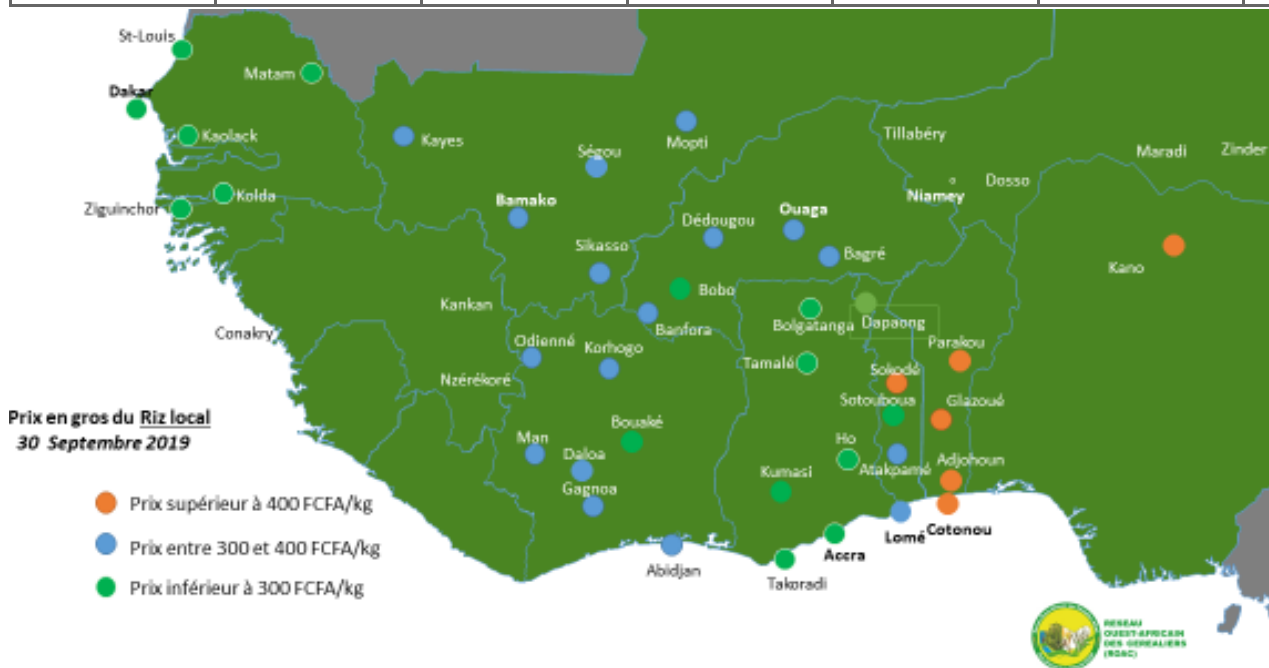 St-Louis
Matam
Dakar
Kaolack
Kayes
Mopti
Tillabéry
Ségou
Maradi
Zinder
Kolda
Ziguinchor
Bamako
Niamey
Dosso
Dédougou
Ouaga
Sikasso
Bagré
Kano
Kankan
Bobo
Conakry
Banfora
Bolgatanga
Dapaong
Odienné
Korhogo
Parakou
Nzérékoré
Tamalé
Sokodé
Sotouboua
Glazoué
Prix en gros du Riz local
30 Septembre 2019
Bouaké
Man
Daloa
Ho
Gagnoa
Kumasi
Atakpamé
Adjohoun
Prix supérieur à 400 FCFA/kg
Prix entre 300 et 400 FCFA/kg
Prix inférieur à 300 FCFA/kg
Abidjan
Takoradi
Accra
Lomé
Cotonou
RESEAU
OUEST-AFRICAIN
DES CEREALIERS
(ROAC)